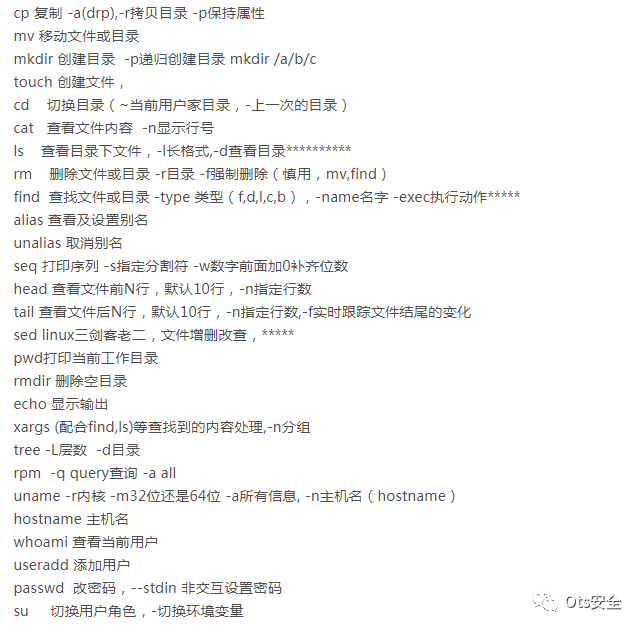 cp 复制 -a(drp),-r拷贝目录 -p保持属性
mv 移动文件或目录
mkdir 创建目录  -p递归创建目录 mkdir /a/b/c
touch 创建文件，
cd    切换目录（~当前用户家目录，-上一次的目录）
cat   查看文件内容  -n显示行号
ls    查看目录下文件，-l长格式,-d查看目录**********
rm    删除文件或目录 -r目录 -f强制删除（慎用，mv,find）
find  查找文件或目录 -type 类型（f,d,l,c,b），-name名字 -exec执行动作*****
alias 查看及设置别名
unalias 取消别名
seq 打印序列 -s指定分割符 -w数字前面加0补齐位数
head 查看文件前N行，默认10行，-n指定行数
tail 查看文件后N行，默认10行，-n指定行数,-f实时跟踪文件结尾的变化
sed linux三剑客老二，文件增删改查，*****
pwd打印当前工作目录
rmdir 删除空目录
echo 显示输出
xargs (配合find,ls)等查找到的内容处理,-n分组
tree -L层数  -d目录
rpm  -q query查询 -a all
uname -r内核 -m32位还是64位 -a所有信息, -n主机名（hostname）
hostname 主机名
whoami 查看当前用户
useradd 添加用户
passwd  改密码，--stdin 非交互设置密码
su     切换用户角色，-切换环境变量
Ots安全